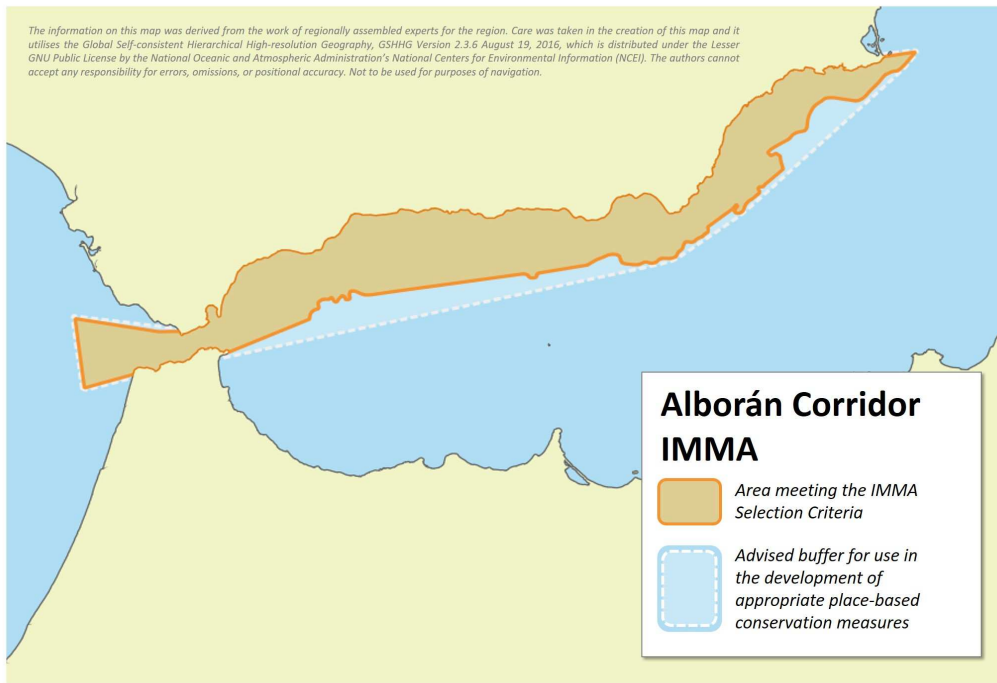 The information on this map was derived from the work of regionally assembled experts for the region. Care was taken in the creation of this map and it
utilises the Global Self-consistent Hierarchical High-resolution Geography, GSHHG Version 2.3.6 August 19, 2016, which is distributed under the Lesser
GNU Public License by the National Oceanic and Atmospheric Administration's National Centers for Environmental Information (NCEI). The authors cannot
accept any responsibility for errors, omissions, or positional accuracy. Not to be used for purposes of navigation.
Alborán Corridor
IMMA
Area meeting the IMMA
Selection Criteria
Advised buffer for use in
the development of
appropriate place-based
conservation measures